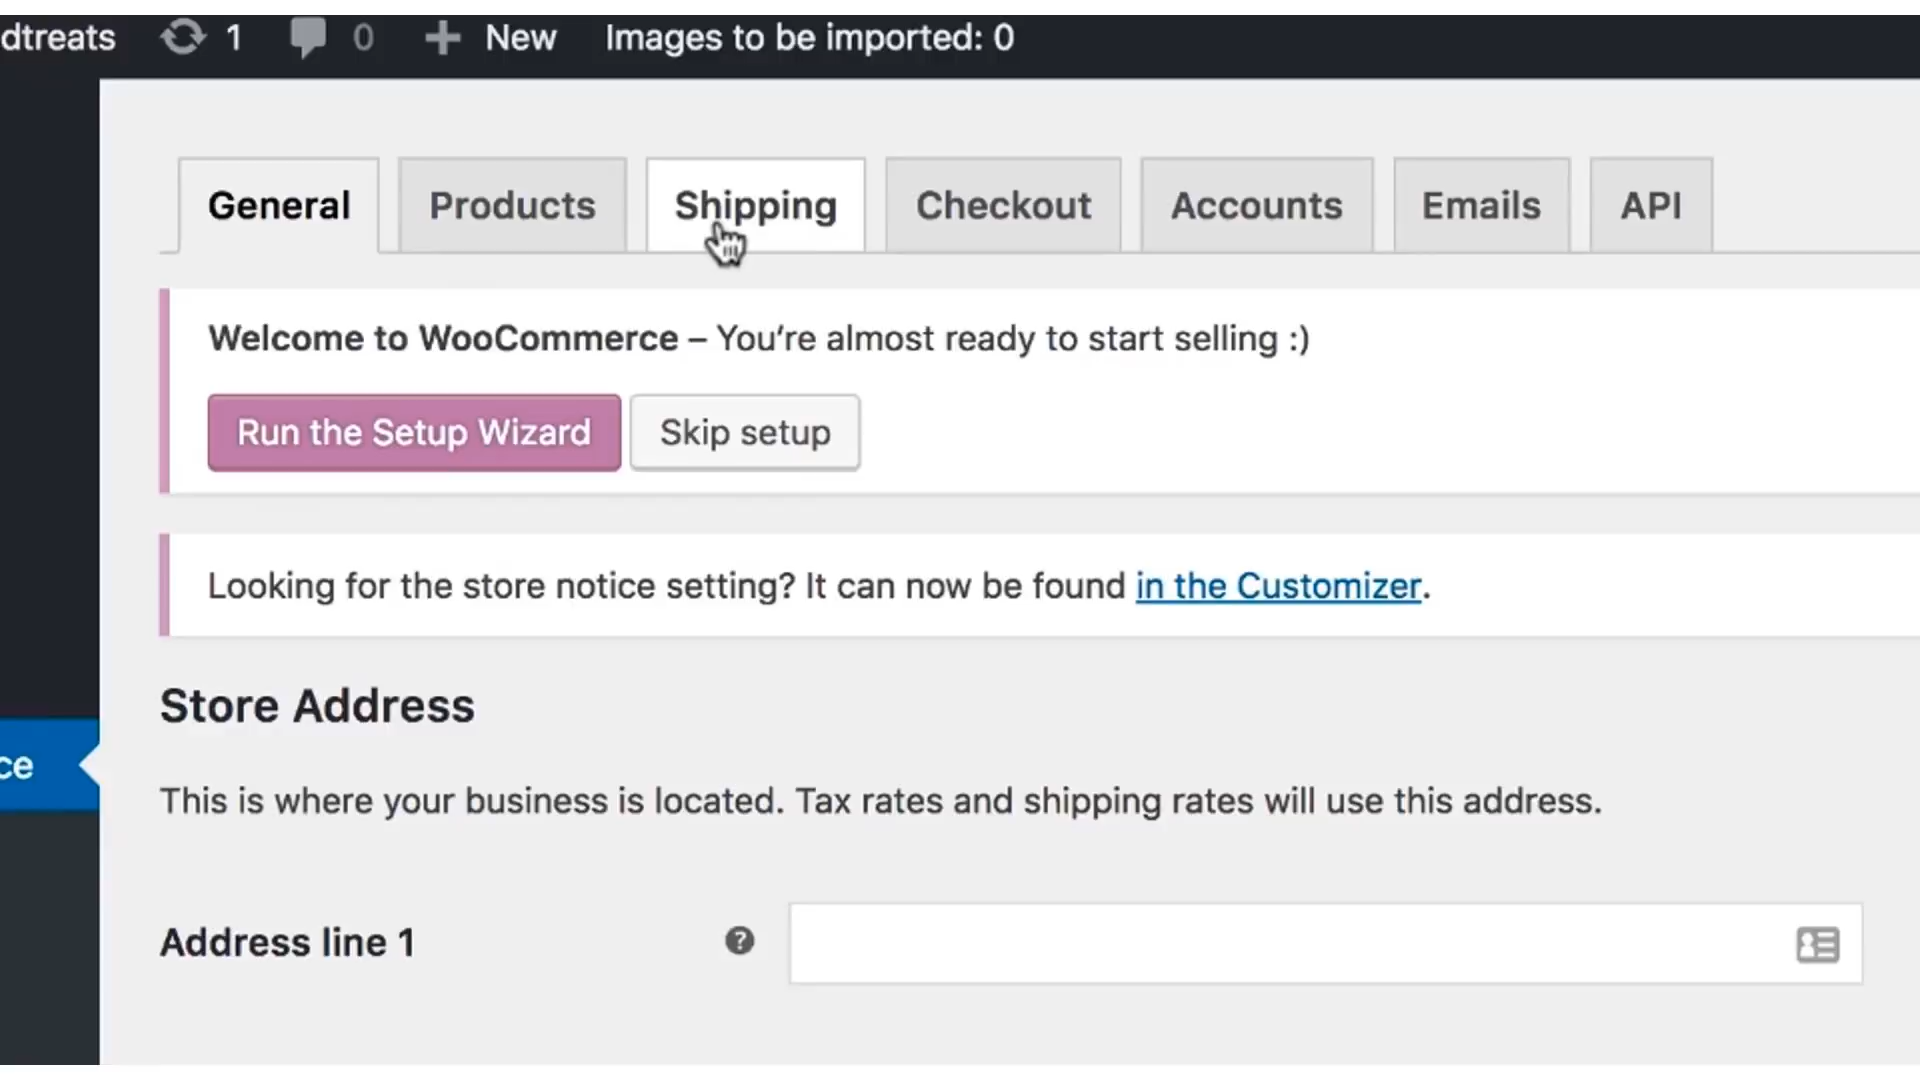 dtreats 1 0 + New Images to be imported: 0
General Products Shipping Checkout Accounts Emails API
Welcome to WooCommerce – You're almost ready to start selling :)
Run the Setup Wizard Skip setup
Looking for the store notice setting? It can now be found in the Customizer.
Store Address
ce
This is where your business is located. Tax rates and shipping rates will use this address.
Address line 1 ?